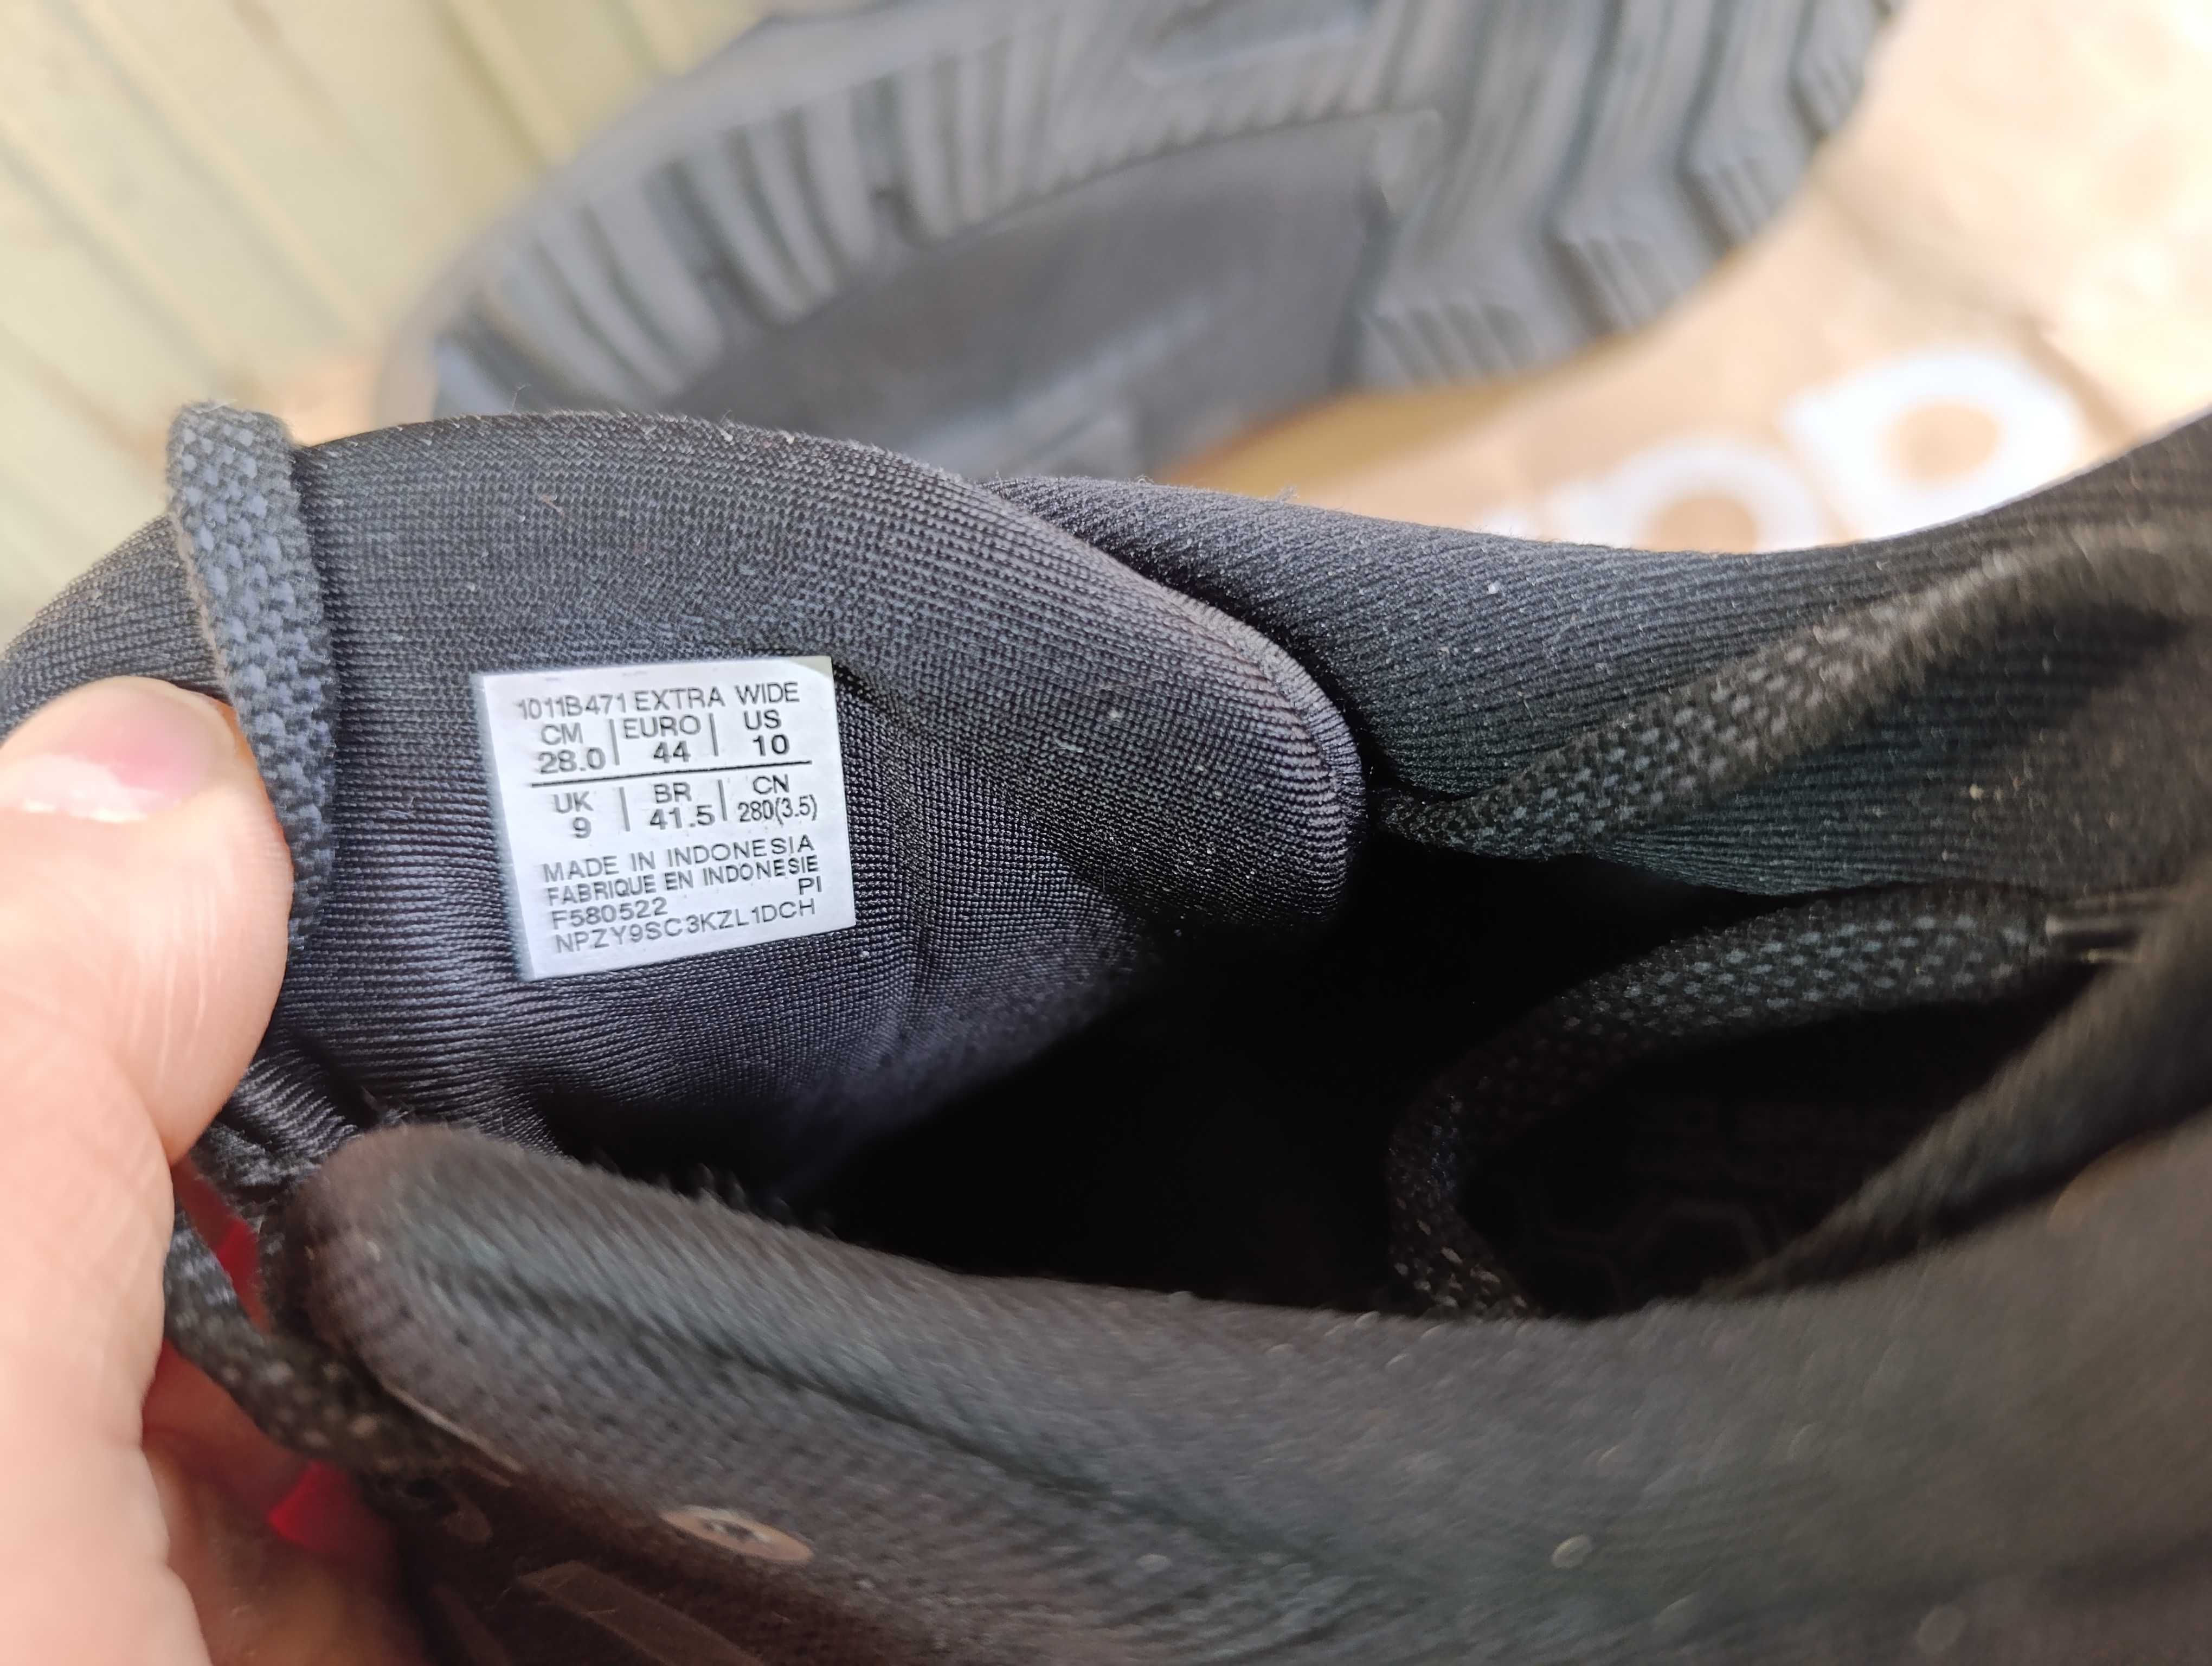 1011B471 EXTRA WIDE
CM | EURO | US
28.0 | 44 | 10
UK | BR | CN
9 | 41.5 | 280(3.5)
MADE IN INDONESIA
FABRIQUE EN INDONESIE
PI
F580522
NPZY9SC3KZL1DCH